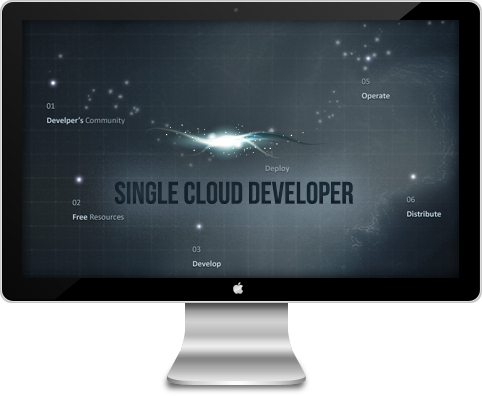 01
Develper's Community
02
Free Resources
03
Develop
Deploy
SINGLE CLOUD DEVELOPER
05
Operate
06
Distribute